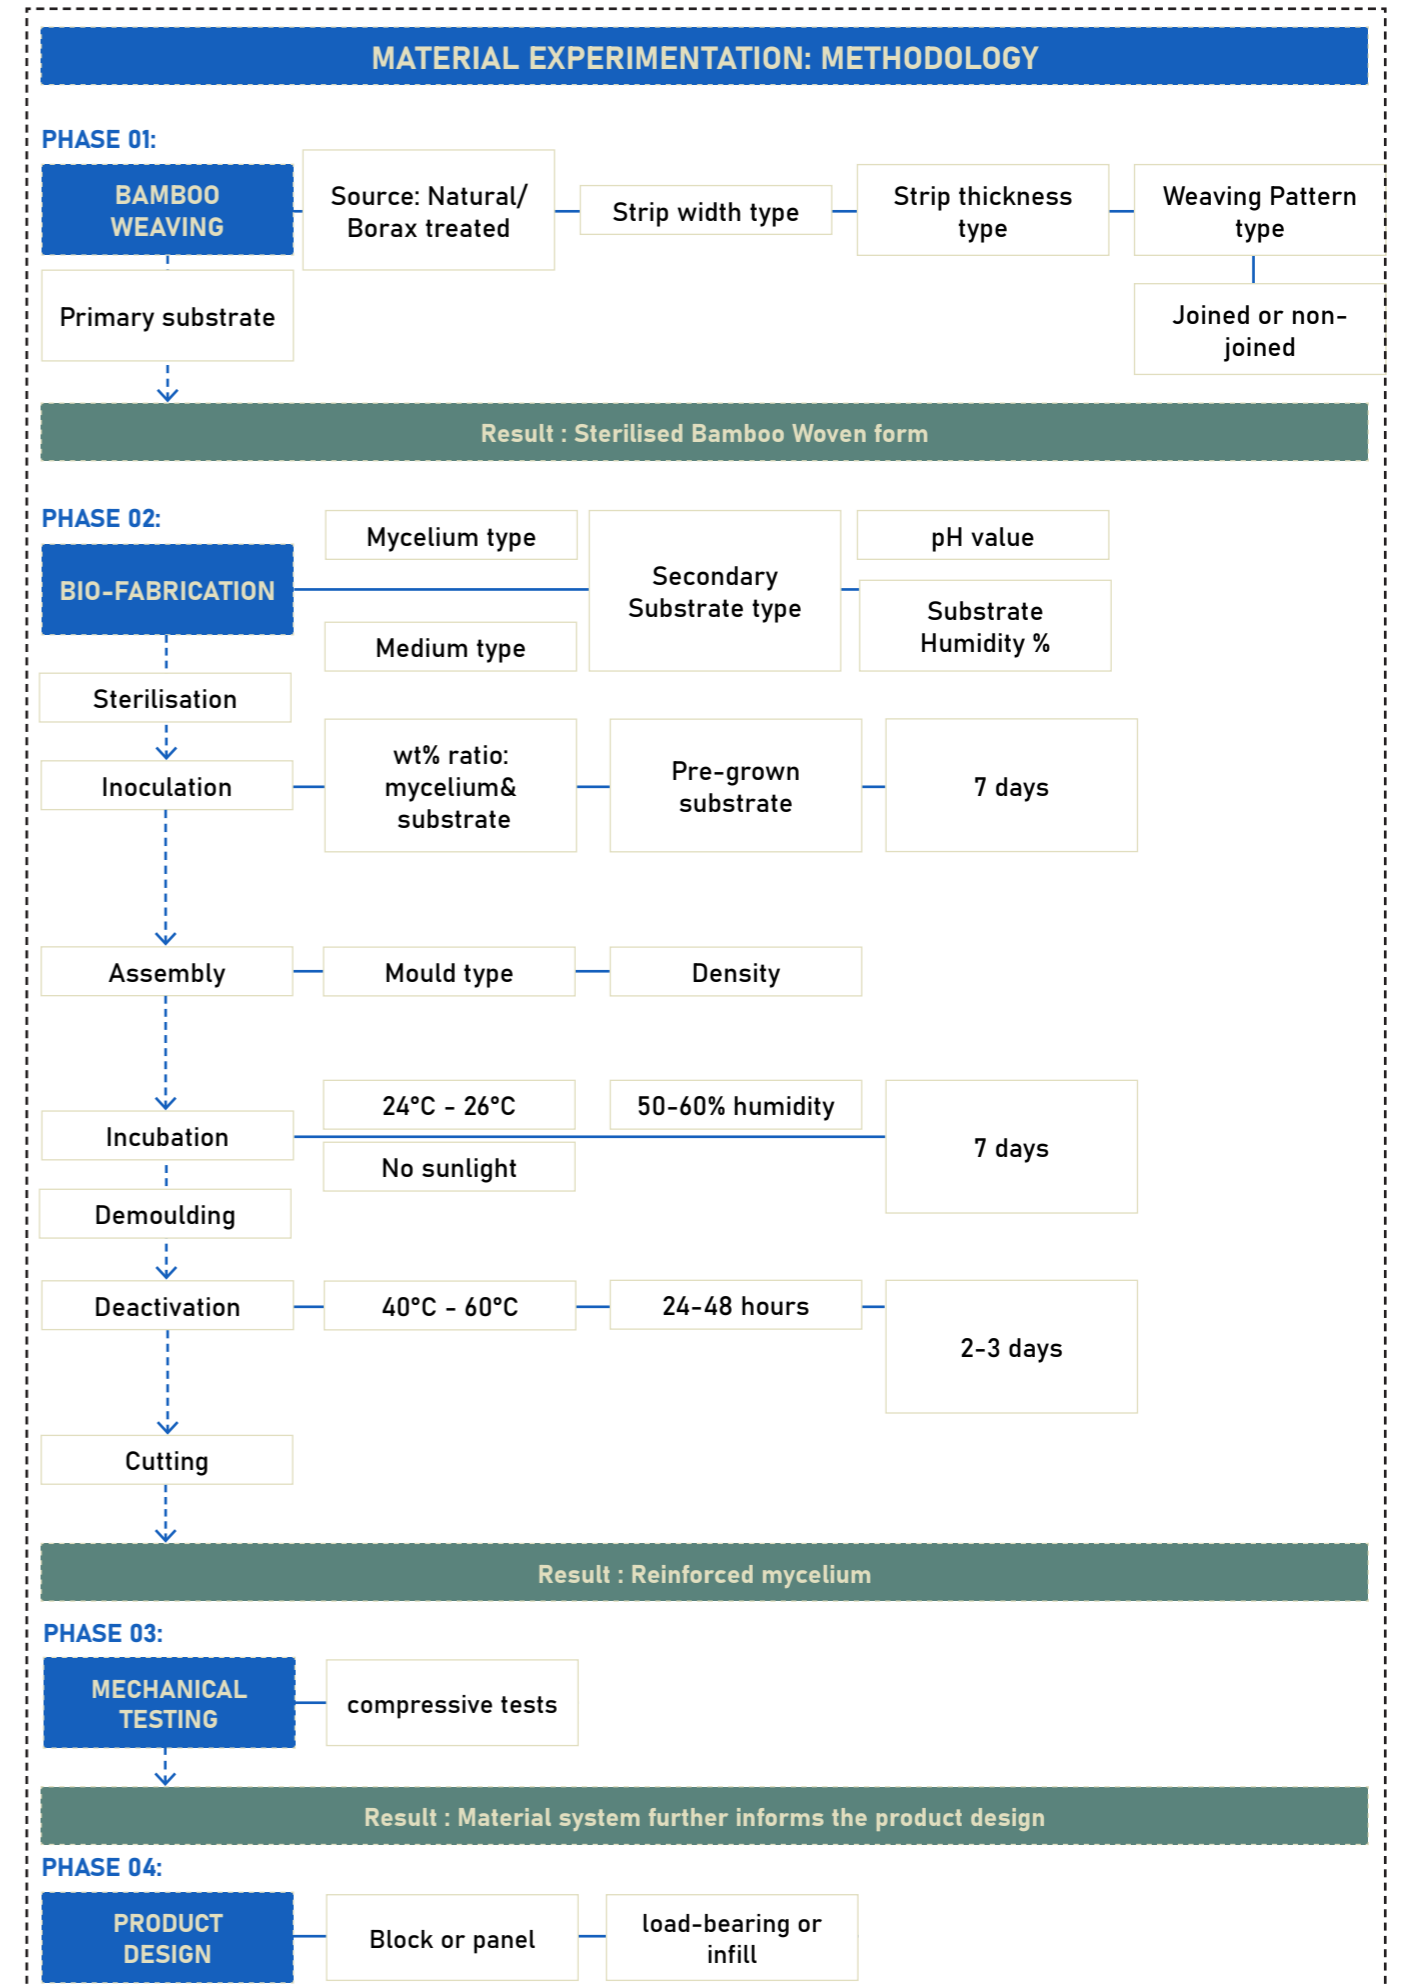 MATERIAL EXPERIMENTATION: METHODOLOGY
PHASE 01:
BAMBOO
WEAVING
Source: Natural/
Borax treated
Strip width type
Strip thickness
type
Weaving Pattern
type
Primary substrate
Joined or non-
joined
Result : Sterilised Bamboo Woven form
PHASE 02:
BIO-FABRICATION
Mycelium type
Medium type
Secondary
Substrate type
pH value
Substrate
Humidity %
Sterilisation
Inoculation
wt% ratio:
mycelium&
substrate
Pre-grown
substrate
7 days
Assembly
Mould type
Density
Incubation
24°C - 26°C
No sunlight
50-60% humidity
7 days
Demoulding
Deactivation
40°C - 60°C
24-48 hours
2-3 days
Cutting
Result : Reinforced mycelium
PHASE 03:
MECHANICAL
TESTING
compressive tests
Result : Material system further informs the product design
PHASE 04:
PRODUCT
DESIGN
Block or panel
load-bearing or
infill